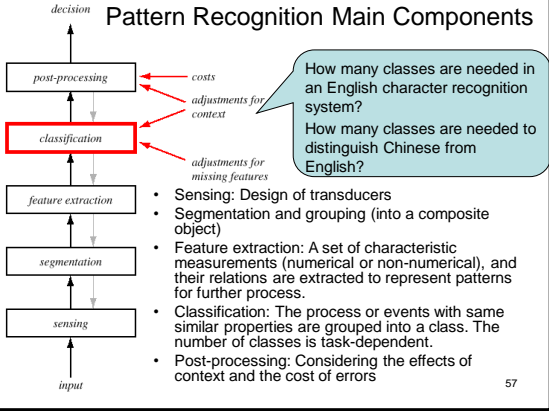 Pattern Recognition Main Components
decision
post-processing
costs
adjustments for
context
classification
adjustments for
missing features
feature extraction
segmentation
sensing
input
How many classes are needed in
an English character recognition
system?
How many classes are needed to
distinguish Chinese from
English?
• Sensing: Design of transducers
• Segmentation and grouping (into a composite
object)
• Feature extraction: A set of characteristic
measurements (numerical or non-numerical), and
their relations are extracted to represent patterns
for further process.
• Classification: The process or events with same
similar properties are grouped into a class. The
number of classes is task-dependent.
• Post-processing: Considering the effects of
context and the cost of errors
57